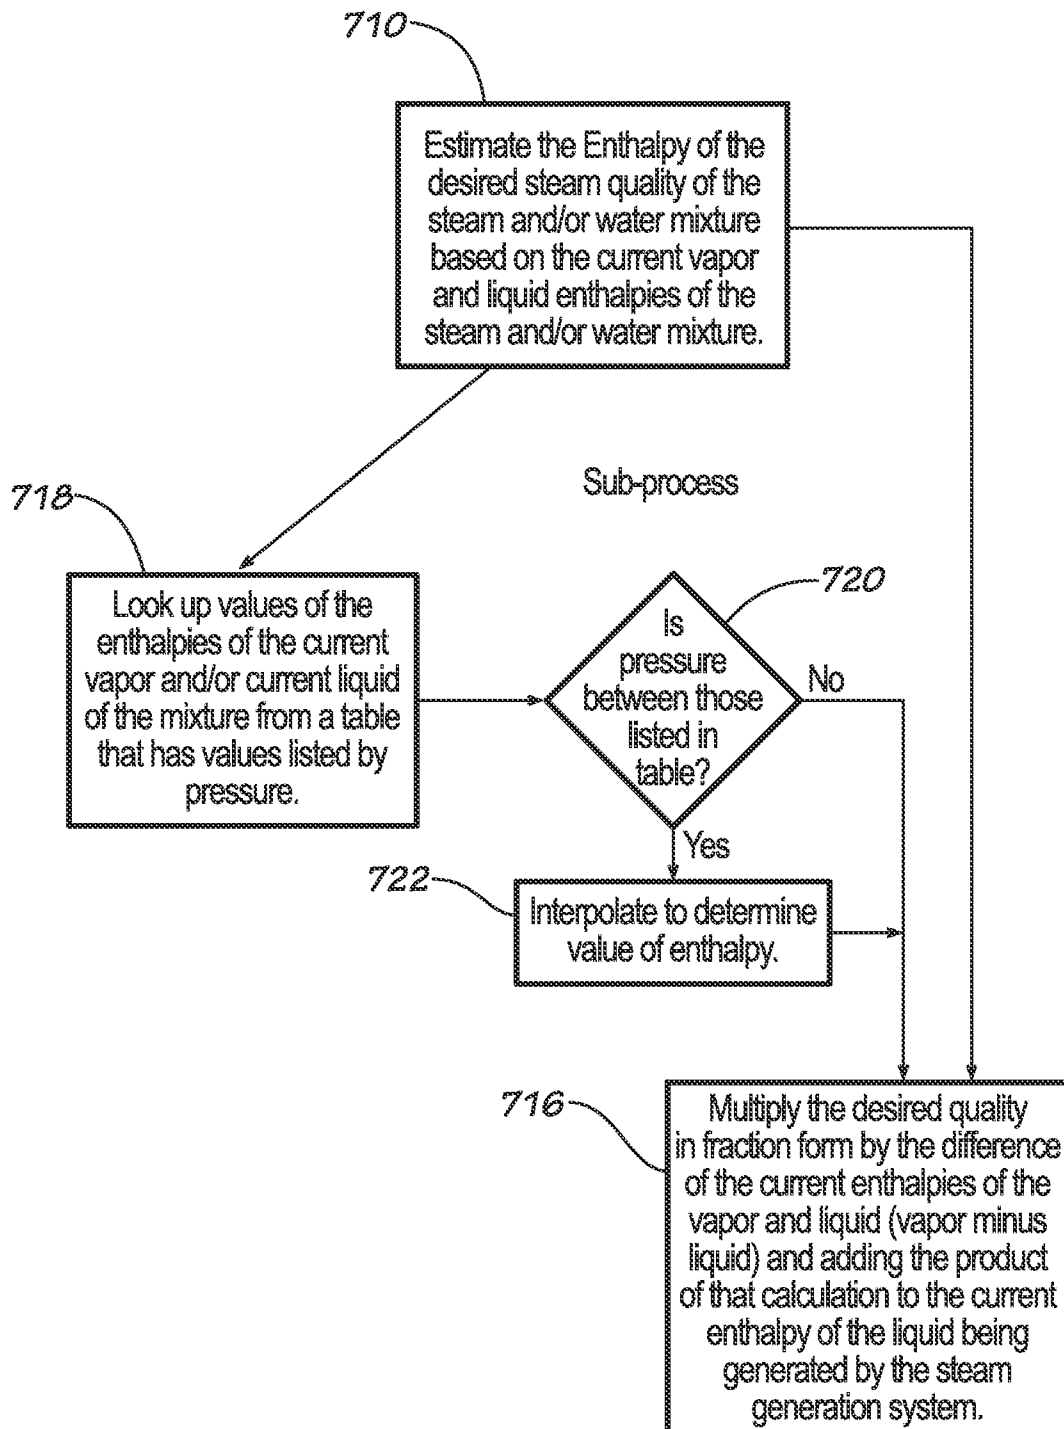 710
Estimate the Enthalpy of the
desired steam quality of the
steam and/or water mixture
based on the current vapor
and liquid enthalpies of the
steam and/or water mixture.
Sub-process
718
Look up values of the
enthalpies of the current
vapor and/or current liquid
of the mixture from a table
that has values listed by
pressure.
720
Is
pressure
between those
listed in
table?
No
Yes
722
Interpolate to determine
value of enthalpy.
716
Multiply the desired quality
in fraction form by the difference
of the current enthalpies of the
vapor and liquid (vapor minus
liquid) and adding the product
of that calculation to the current
enthalpy of the liquid being
generated by the steam
generation system.